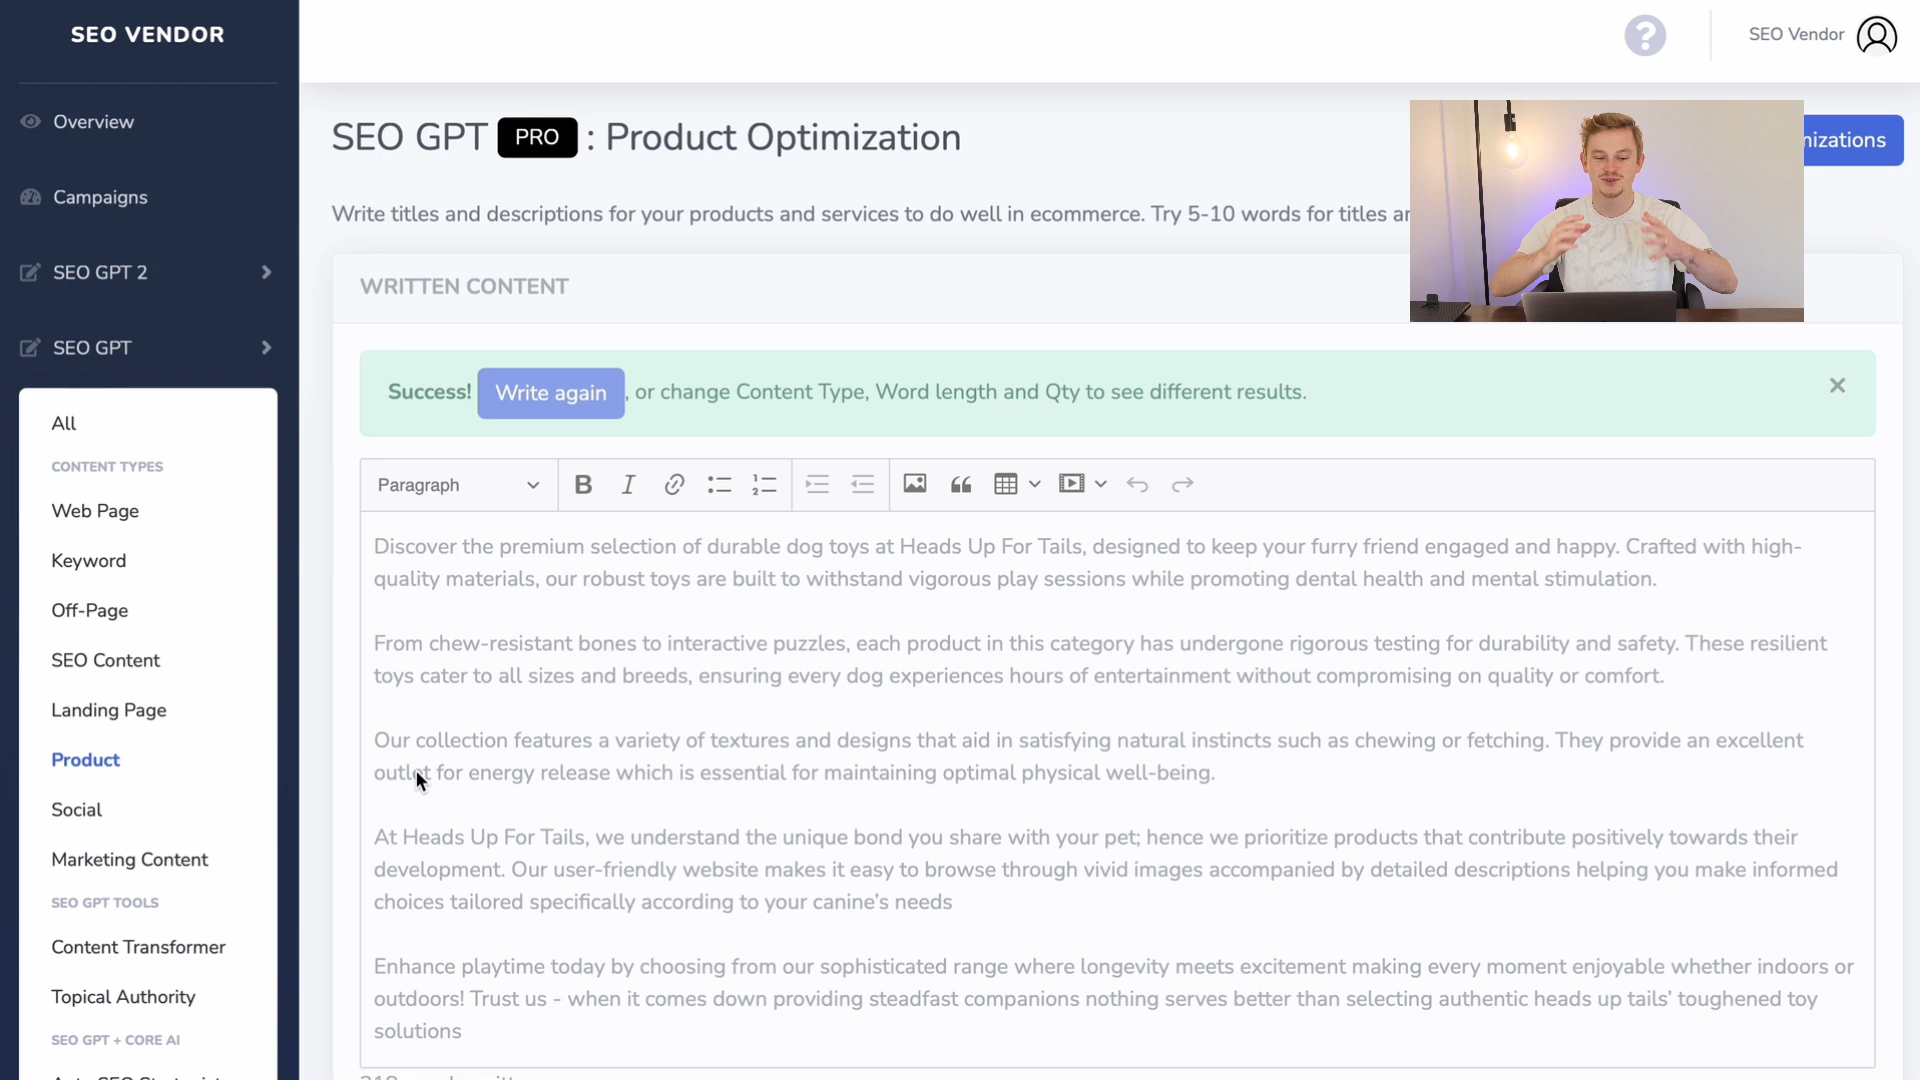 SEO VENDOR
SEO Vendor
Overview
Campaigns
SEO GPT 2
SEO GPT
All
CONTENT TYPES
Web Page
Keyword
Off-Page
SEO Content
Landing Page
Product
Social
Marketing Content
SEO GPT TOOLS
Content Transformer
Topical Authority
SEO GPT + CORE AI
SEO GPT PRO : Product Optimization
Write titles and descriptions for your products and services to do well in ecommerce. Try 5-10 words for titles
WRITTEN CONTENT
Success! Write again , or change Content Type, Word length and Qty to see different results.
Paragraph
Discover the premium selection of durable dog toys at Heads Up For Tails, designed to keep your furry friend engaged and happy. Crafted with high-
quality materials, our robust toys are built to withstand vigorous play sessions while promoting dental health and mental stimulation.
From chew-resistant bones to interactive puzzles, each product in this category has undergone rigorous testing for durability and safety. These resilient
toys cater to all sizes and breeds, ensuring every dog experiences hours of entertainment without compromising on quality or comfort.
Our collection features a variety of textures and designs that aid in satisfying natural instincts such as chewing or fetching. They provide an excellent
outlet for energy release which is essential for maintaining optimal physical well-being.
At Heads Up For Tails, we understand the unique bond you share with your pet; hence we prioritize products that contribute positively towards their
development. Our user-friendly website makes it easy to browse through vivid images accompanied by detailed descriptions helping you make informed
choices tailored specifically according to your canine's needs
Enhance playtime today by choosing from our sophisticated range where longevity meets excitement making every moment enjoyable whether indoors or
outdoors! Trust us - when it comes down providing steadfast companions nothing serves better than selecting authentic heads up tails' toughened toy
solutions